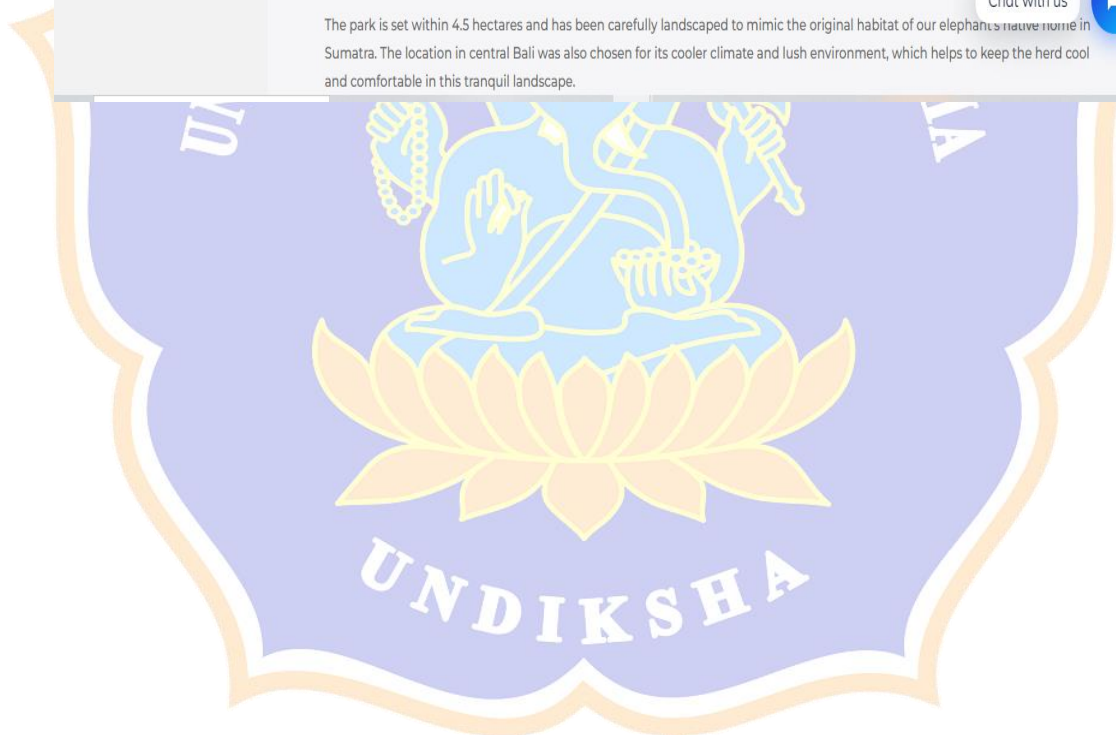 Chat with us
The park is set within 4.5 hectares and has been carefully landscaped to mimic the original habitat of our elephant's native home in
Sumatra. The location in central Bali was also chosen for its cooler climate and lush environment, which helps to keep the herd cool
and comfortable in this tranquil landscape.
UNDIKSHA